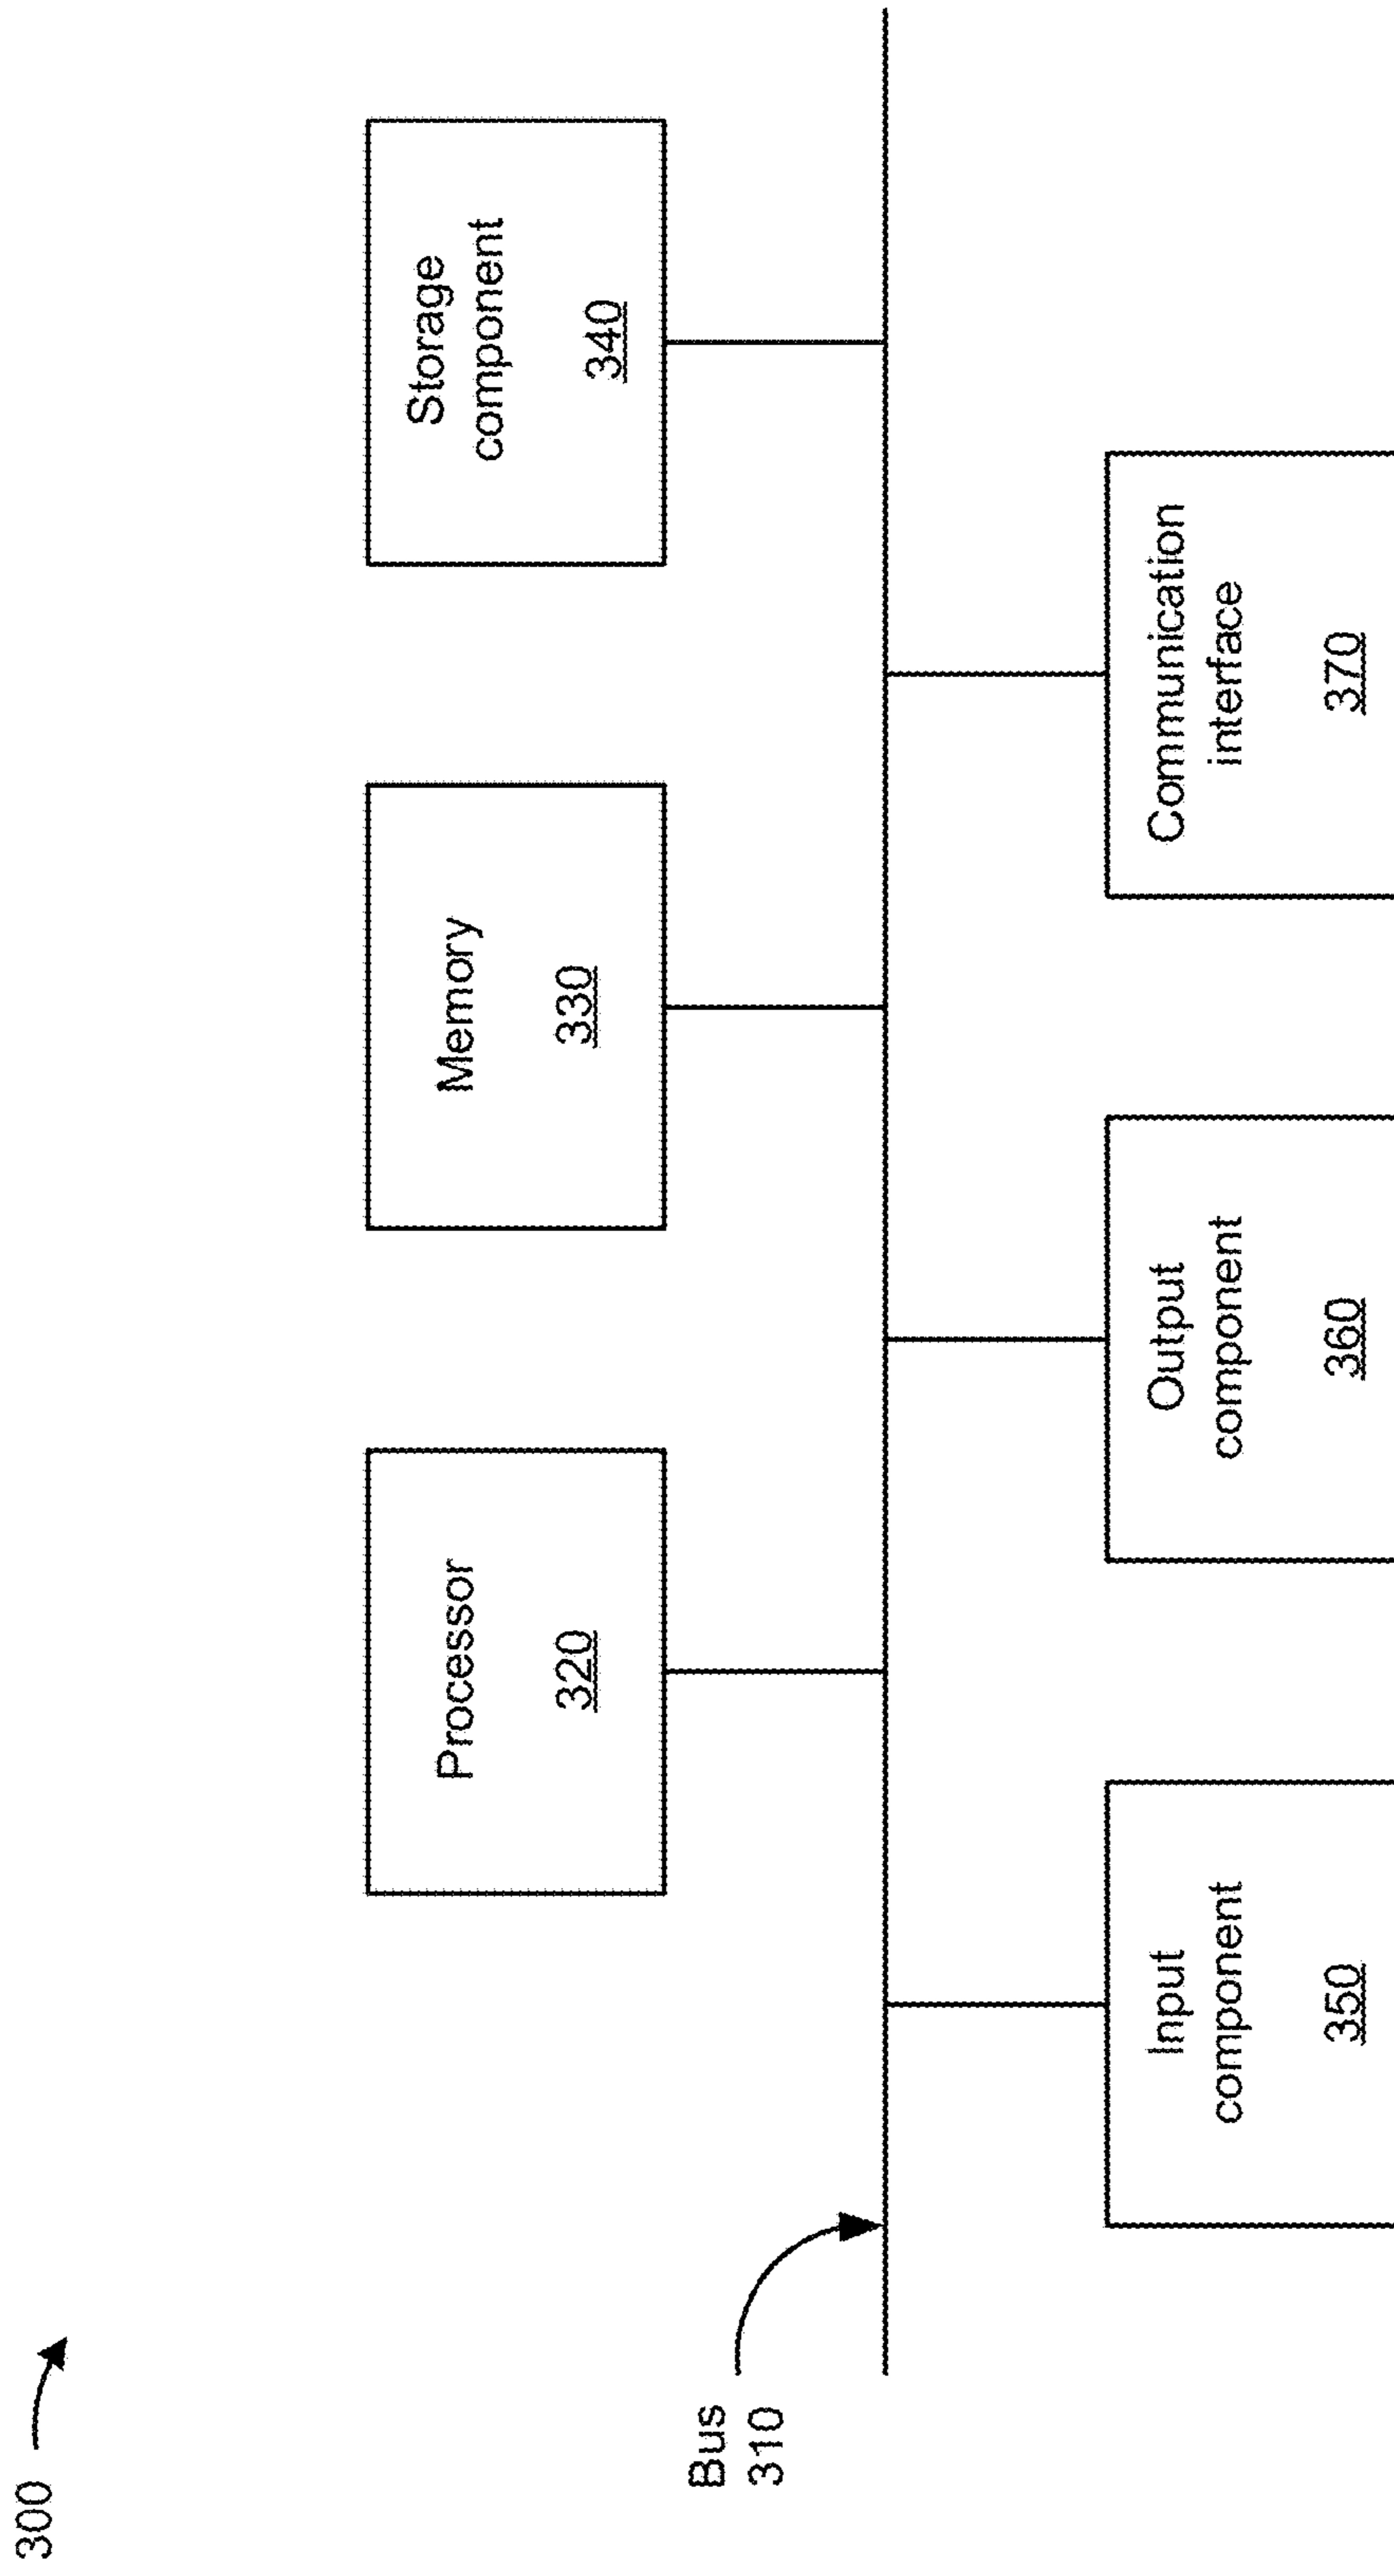 300
Processor
320
Memory
330
Storage
component
340
Bus
310
Input
component
350
Output
component
360
Communication
interface
370